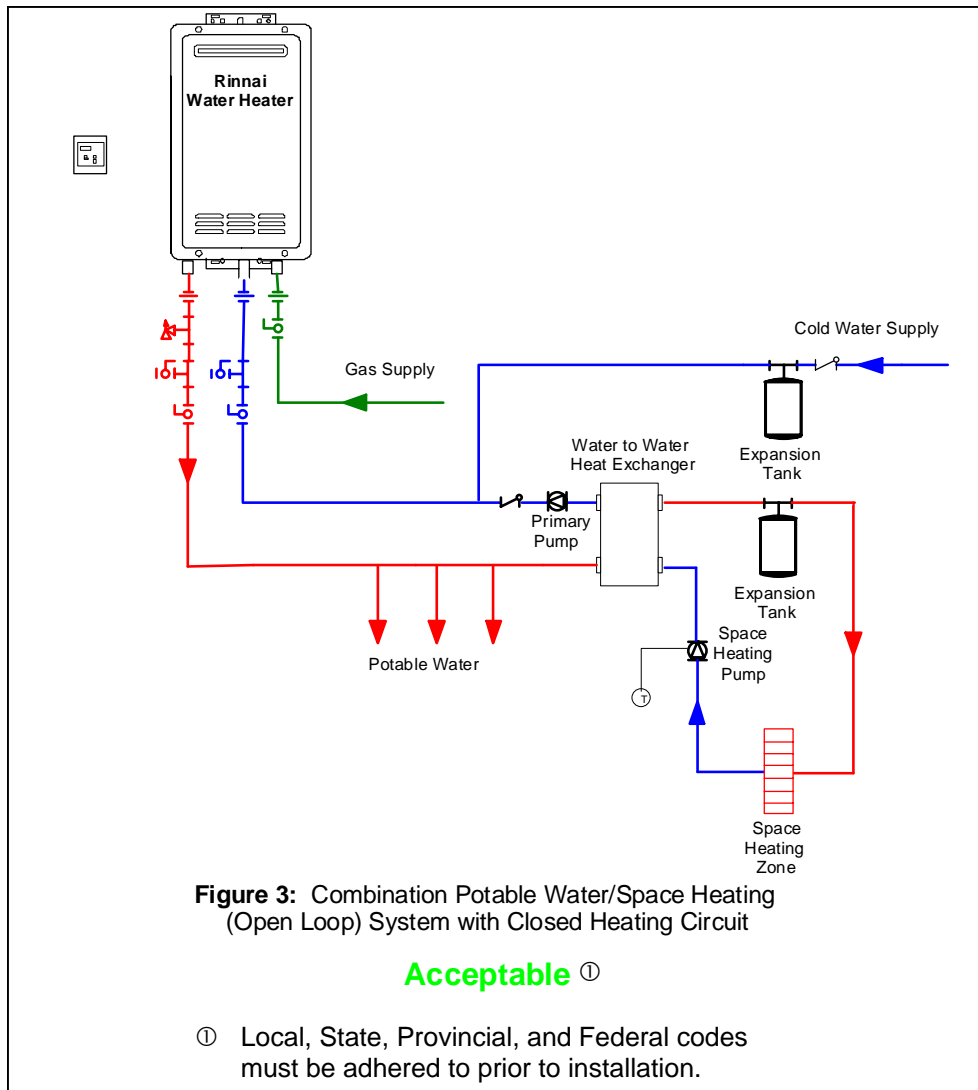 Rinnai
Water Heater
Cold Water Supply
Gas Supply
Expansion
Tank
Water to Water
Heat Exchanger
Primary
Pump
Expansion
Tank
Space
Heating
Pump
Potable Water
T
Space
Heating
Zone
Figure 3: Combination Potable Water/Space Heating
(Open Loop) System with Closed Heating Circuit
Acceptable ①
① Local, State, Provincial, and Federal codes
must be adhered to prior to installation.